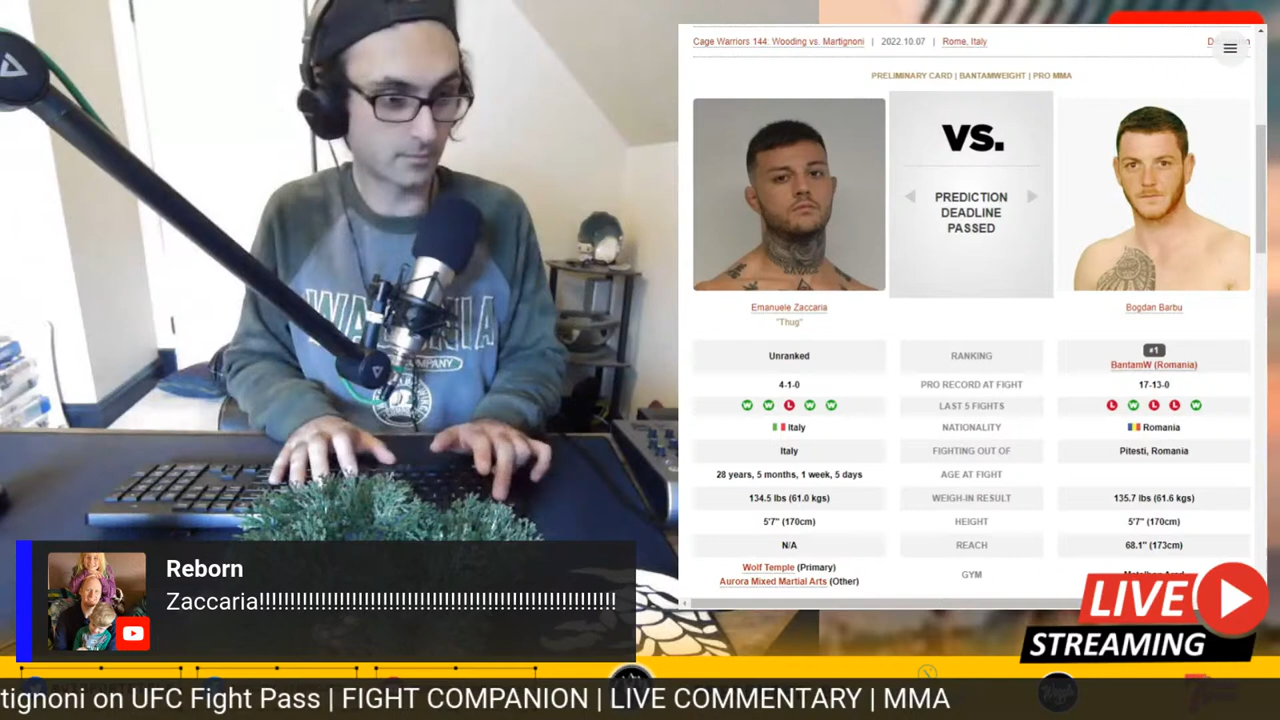 Cage Warriors 144: Wooding vs. Martignoni | 2022.10.07 | Rome, Italy
PRELIMINARY CARD | BANTAMWEIGHT | PRO MMA
VS.
PREDICTION
DEADLINE
PASSED
SAVAGE
Emanuele Zaccaria
"Thug"
Bogdan Barbu
Unranked RANKING #1
BantamW (Romania)
4-1-0 PRO RECORD AT FIGHT 17-13-0
W W L W W LAST 5 FIGHTS L W L L W
Italy NATIONALITY Romania
Italy FIGHTING OUT OF Pitesti, Romania
28 years, 5 months, 1 week, 5 days AGE AT FIGHT
134.5 lbs (61.0 kgs) WEIGH-IN RESULT 135.7 lbs (61.6 kgs)
5'7" (170cm) HEIGHT 5'7" (170cm)
N/A REACH 68.1" (173cm)
Wolf Temple (Primary)
Aurora Mixed Martial Arts (Other)
GYM
COMPANY
Reborn
Zaccaria!!!!!!!!!!!!!!!!!!!!!!!!!!!!!!!!!!!!!!!!!!!!!!!!!!!!!!!!!!
LIVE
STREAMING
tignoni on UFC Fight Pass | FIGHT COMPANION | LIVE COMMENTARY | MMA